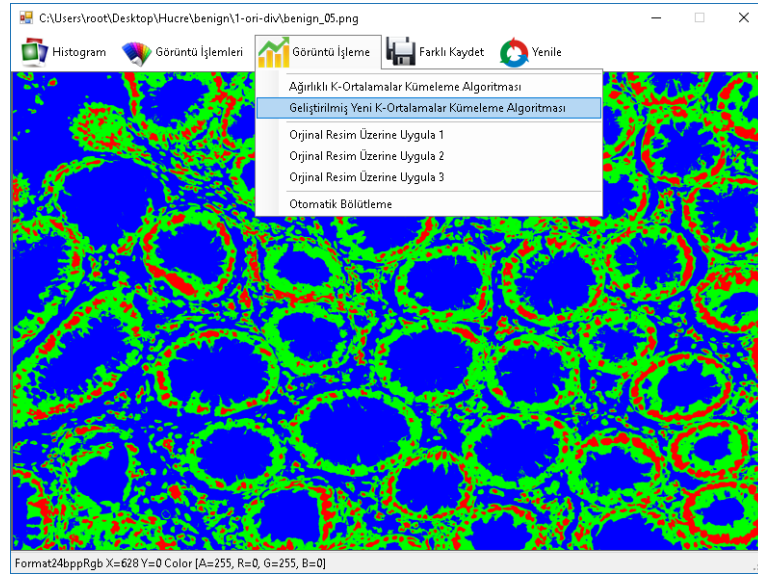 C:\Users\root\Desktop\Hucre\benign\1-ori-div\benign_05.png
Histogram Görüntü İşlemleri Görüntü İşleme Farklı Kaydet Yenile
Ağırlıklı K-Ortalamalar Kümeleme Algoritması
Geliştirilmiş Yeni K-Ortalamalar Kümeleme Algoritması
Orjinal Resim Üzerine Uygula 1
Orjinal Resim Üzerine Uygula 2
Orjinal Resim Üzerine Uygula 3
Otomatik Bölütleme
Format24bppRgb X=628 Y=0 Color [A=255, R=0, G=255, B=0]